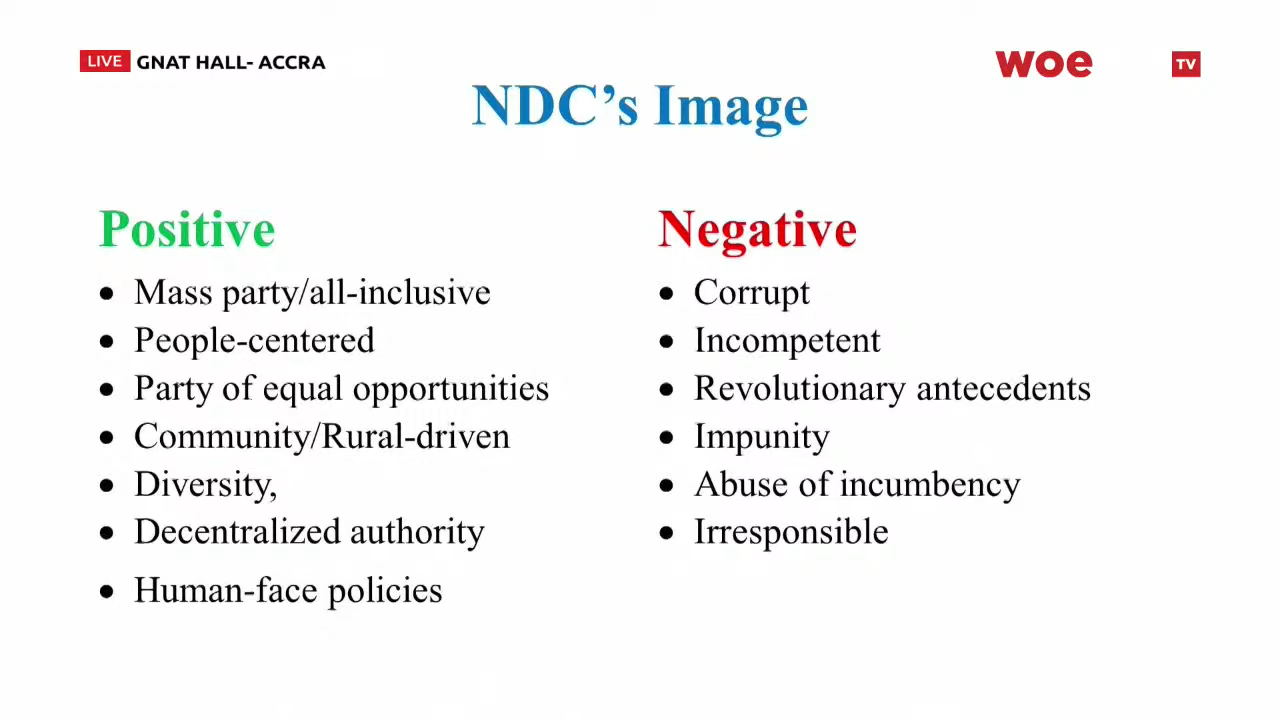 LIVE GNAT HALL- ACCRA
woe TV
NDC’s Image
Positive
• Mass party/all-inclusive
• People-centered
• Party of equal opportunities
• Community/Rural-driven
• Diversity,
• Decentralized authority
• Human-face policies
Negative
• Corrupt
• Incompetent
• Revolutionary antecedents
• Impunity
• Abuse of incumbency
• Irresponsible